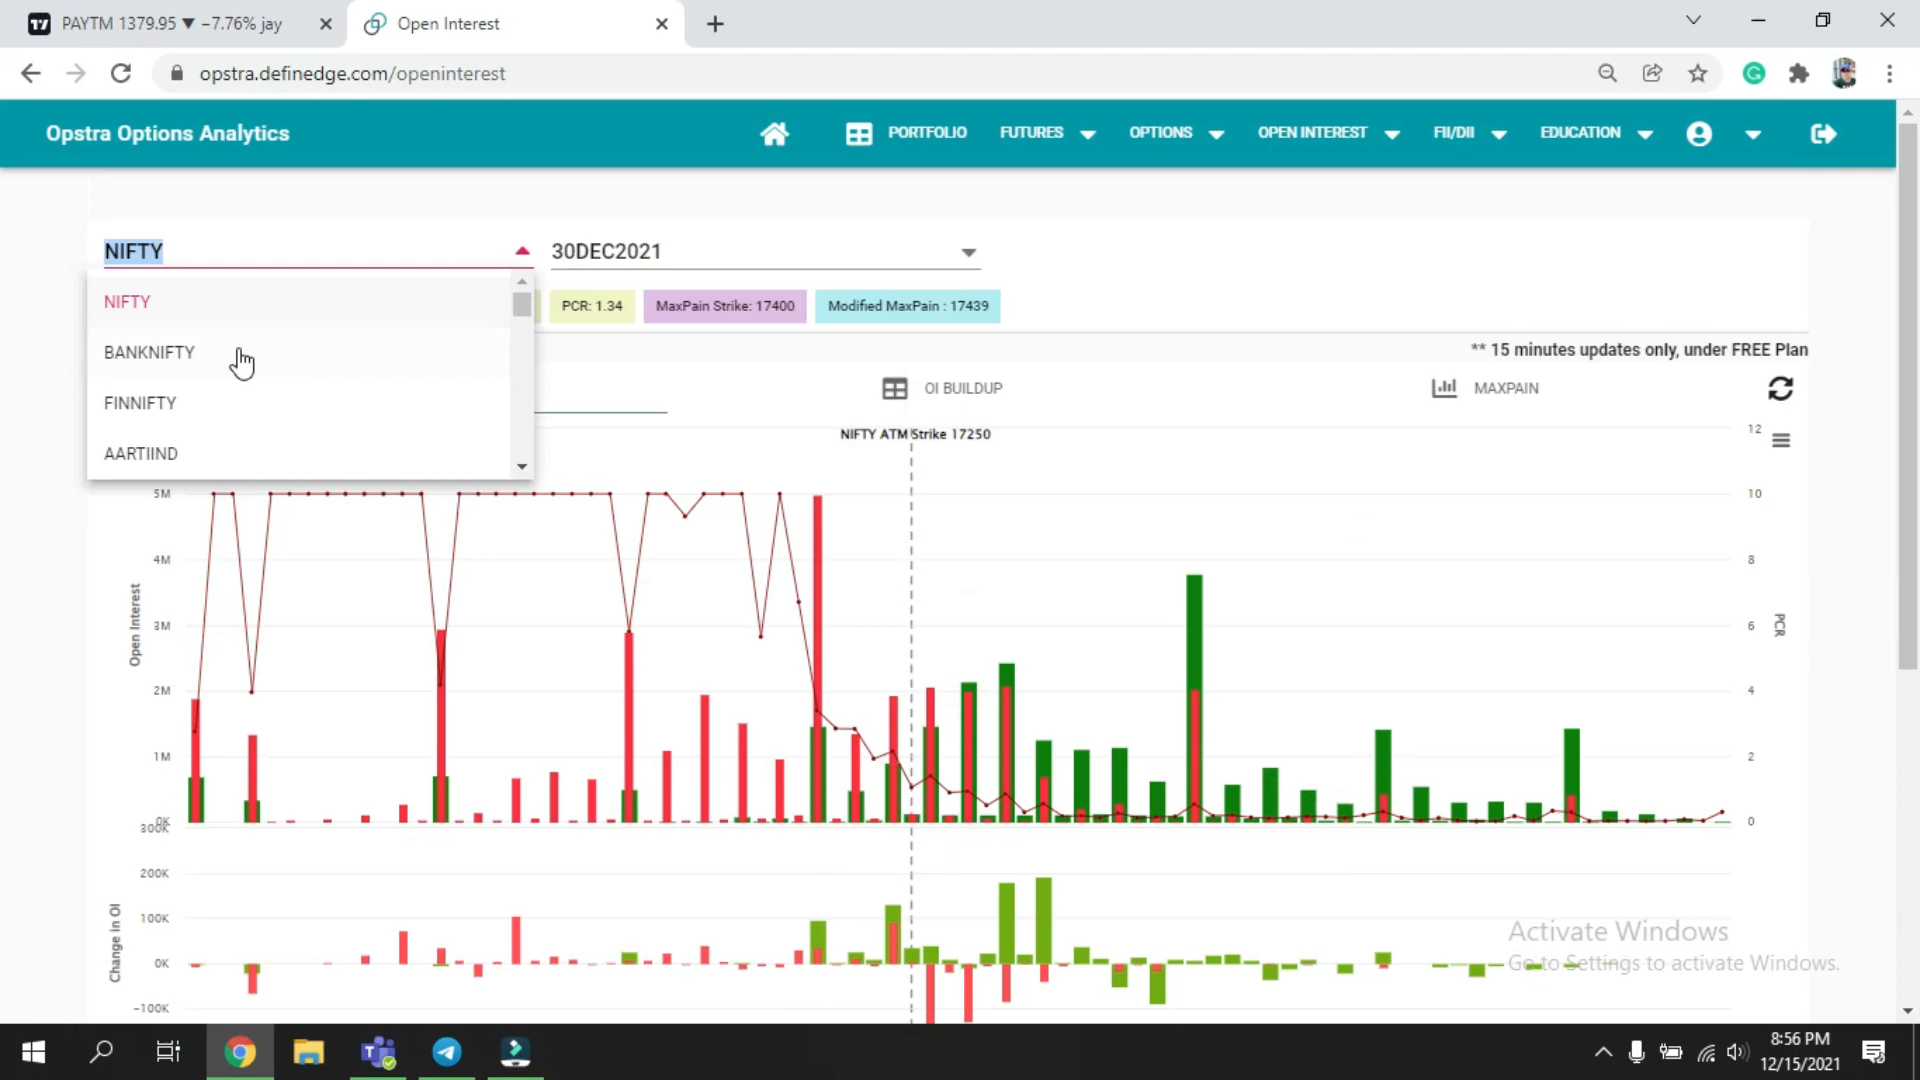 PAYTM 1379.95 ▼ −7.76% jay
Open Interest
opstra.definedge.com/openinterest
Opstra Options Analytics
PORTFOLIO
FUTURES
OPTIONS
OPEN INTEREST
FII/DII
EDUCATION
NIFTY
30DEC2021
NIFTY
BANKNIFTY
FINNIFTY
AARTIIND
PCR: 1.34
MaxPain Strike: 17400
Modified MaxPain : 17439
** 15 minutes updates only, under FREE Plan
OI BUILDUP
MAXPAIN
NIFTY ATM Strike 17250
12
5M
10
4M
8
3M
6
2M
4
1M
2
0K
0
Open Interest
PCR
300K
200K
100K
0K
-100K
Change in OI
Activate Windows
Go to Settings to activate Windows.
8:56 PM
12/15/2021